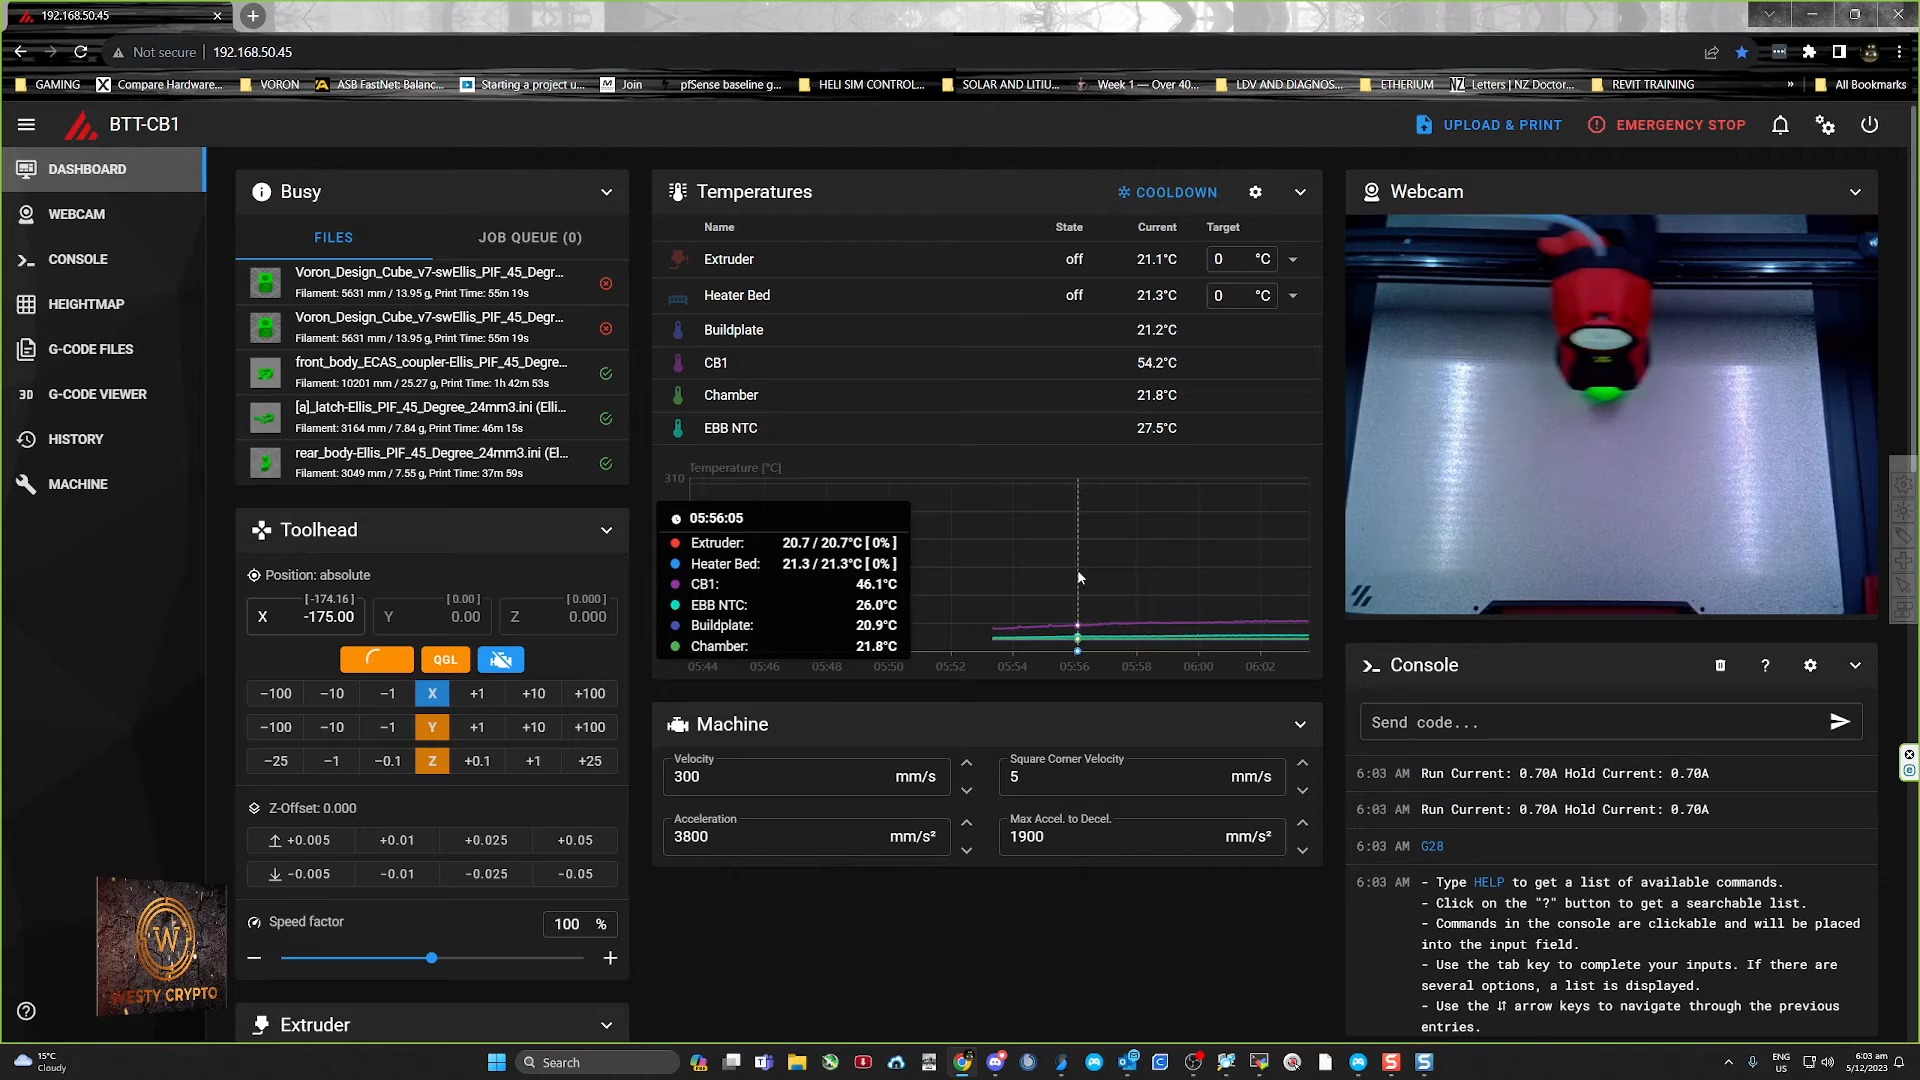 192.168.50.45
Not secure
192.168.50.45
GAMING
Compare Hardware...
VORON
ASB FastNet: Balanc...
Starting a project u...
Join
pfSense baseline g...
HELI SIM CONTROL...
SOLAR AND LITIU...
Week 1 — Over 40...
LDV AND DIAGNOS...
ETHERIUM
Letters | NZ Doctor...
REVIT TRAINING
»
All Bookmarks
BTT-CB1
UPLOAD & PRINT
EMERGENCY STOP
DASHBOARD
WEBCAM
CONSOLE
HEIGHTMAP
G-CODE FILES
3D G-CODE VIEWER
HISTORY
MACHINE
Busy
FILES
JOB QUEUE (0)
Voron_Design_Cube_v7-swEllis_PIF_45_Degr...
Filament: 5631 mm / 13.95 g, Print Time: 55m 19s
Voron_Design_Cube_v7-swEllis_PIF_45_Degr...
Filament: 5631 mm / 13.95 g, Print Time: 55m 19s
front_body_ECAS_coupler-Ellis_PIF_45_Degree...
Filament: 10201 mm / 25.27 g, Print Time: 1h 42m 53s
[a]_latch-Ellis_PIF_45_Degree_24mm3.ini (Elli...
Filament: 3164 mm / 7.84 g, Print Time: 46m 15s
rear_body-Ellis_PIF_45_Degree_24mm3.ini (El...
Filament: 3049 mm / 7.55 g, Print Time: 37m 59s
Toolhead
Position: absolute
[ -174.16 ]
X -175.00
[ 0.00 ]
Y 0.00
[ 0.000 ]
Z 0.000
QGL
−100 −10 −1 X +1 +10 +100
−100 −10 −1 Y +1 +10 +100
−25 −1 −0.1 Z +0.1 +1 +25
Z-Offset: 0.000
+0.005 +0.01 +0.025 +0.05
-0.005 -0.01 -0.025 -0.05
Speed factor
100 %
Extruder
WESTY CRYPTO
Temperatures
COOLDOWN
Name State Current Target
Extruder off 21.1°C 0 °C
Heater Bed off 21.3°C 0 °C
Buildplate 21.2°C
CB1 54.2°C
Chamber 21.8°C
EBB NTC 27.5°C
Temperature [°C]
310
05:56:05
Extruder: 20.7 / 20.7°C [ 0% ]
Heater Bed: 21.3 / 21.3°C [ 0% ]
CB1: 46.1°C
EBB NTC: 26.0°C
Buildplate: 20.9°C
Chamber: 21.8°C
05:44 05:46 05:48 05:50 05:52 05:54 05:56 05:58 06:00 06:02
Machine
Velocity
300 mm/s
Square Corner Velocity
5 mm/s
Acceleration
3800 mm/s²
Max Accel. to Decel.
1900 mm/s²
Webcam
Console
Send code...
6:03 AM Run Current: 0.70A Hold Current: 0.70A
6:03 AM Run Current: 0.70A Hold Current: 0.70A
6:03 AM G28
6:03 AM - Type HELP to get a list of available commands.
- Click on the "?" button to get a searchable list.
- Commands in the console are clickable and will be placed
into the input field.
- Use the tab key to complete your inputs. If there are
several options, a list is displayed.
- Use the ⇵ arrow keys to navigate through the previous
entries.
15°C
Cloudy
Search
ENG
US
6:03 am
5/12/2023